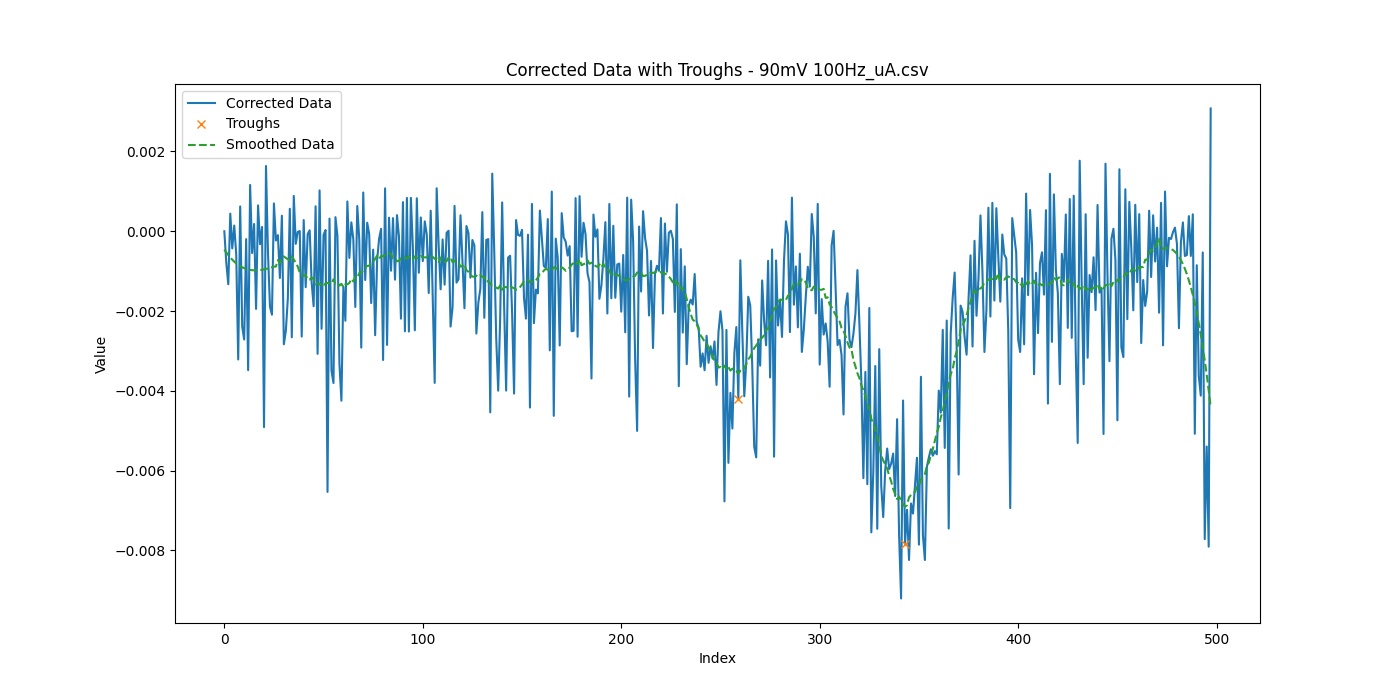 Corrected Data with Troughs - 90mV 100Hz_uA.csv
Corrected Data
Troughs
Smoothed Data
0.002
0.000
−0.002
−0.004
−0.006
−0.008
Value
0
100
200
300
400
500
Index